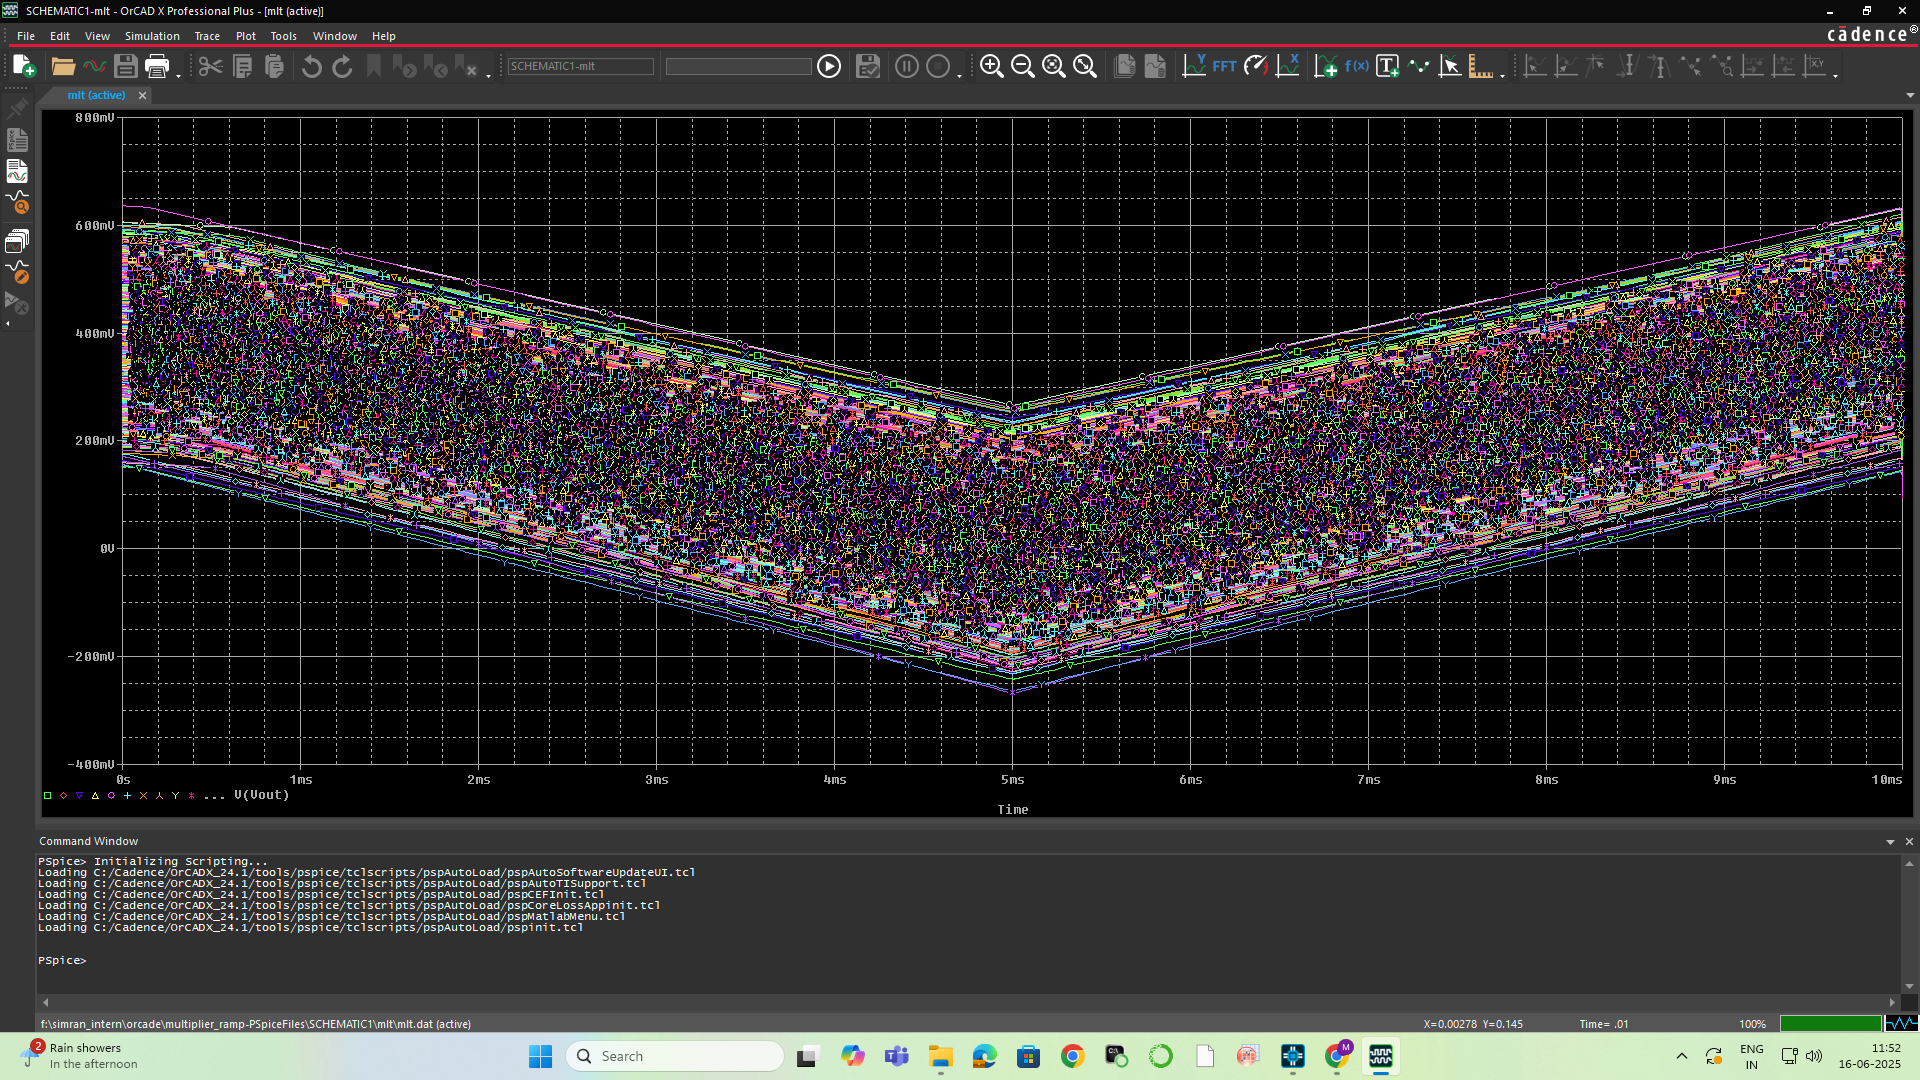 SCHEMATIC1-mlt - OrCAD X Professional Plus - [mlt (active)]
File Edit View Simulation Trace Plot Tools Window Help
cādence®
SCHEMATIC1-mlt
FFT
f(x)
mlt (active)
800mV
600mV
400mV
200mV
0V
-200mV
-400mV
0s 1ms 2ms 3ms 4ms 5ms 6ms 7ms 8ms 9ms 10ms
... V(Vout)
Time
Command Window
PSpice> Initializing Scripting...
Loading C:/Cadence/OrCADX_24.1/tools/pspice/tclscripts/pspAutoLoad/pspAutoSoftwareUpdateUI.tcl
Loading C:/Cadence/OrCADX_24.1/tools/pspice/tclscripts/pspAutoLoad/pspAutoTISupport.tcl
Loading C:/Cadence/OrCADX_24.1/tools/pspice/tclscripts/pspAutoLoad/pspCEFInit.tcl
Loading C:/Cadence/OrCADX_24.1/tools/pspice/tclscripts/pspAutoLoad/pspCoreLossAppinit.tcl
Loading C:/Cadence/OrCADX_24.1/tools/pspice/tclscripts/pspAutoLoad/pspMatlabMenu.tcl
Loading C:/Cadence/OrCADX_24.1/tools/pspice/tclscripts/pspAutoLoad/pspinit.tcl
PSpice>
f:\simran_intern\orcade\multiplier_ramp-PSpiceFiles\SCHEMATIC1\mlt\mlt.dat (active)
X=0.00278 Y=0.145 Time= .01 100%
2
Rain showers
In the afternoon
Search
M
ENG
IN
11:52
16-06-2025